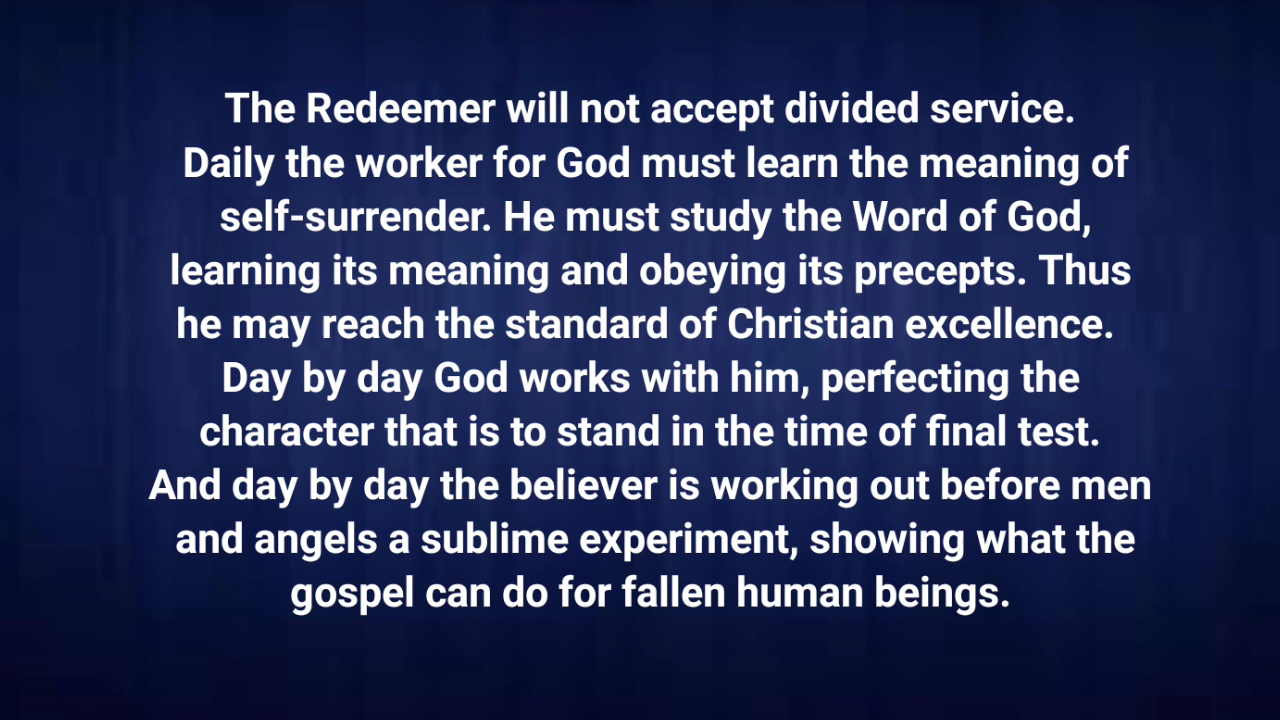 The Redeemer will not accept divided service.
Daily the worker for God must learn the meaning of
self-surrender. He must study the Word of God,
learning its meaning and obeying its precepts. Thus
he may reach the standard of Christian excellence.
Day by day God works with him, perfecting the
character that is to stand in the time of final test.
And day by day the believer is working out before men
and angels a sublime experiment, showing what the
gospel can do for fallen human beings.